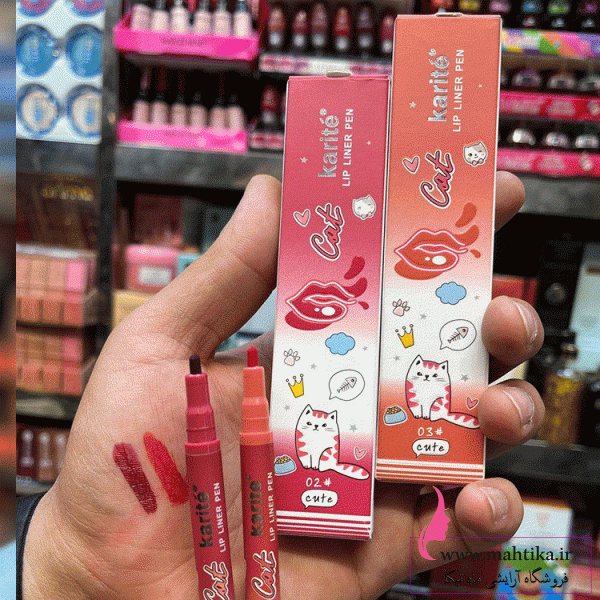 karité®
LIP LINER PEN
Cat
02#
cute
karité®
LIP LINER PEN
Cat
03#
cute
karité®
LIP LINER PEN
Cat
karité®
LIP LINER PEN
Cat
www.mahtika.ir
فروشگاه آرایشی